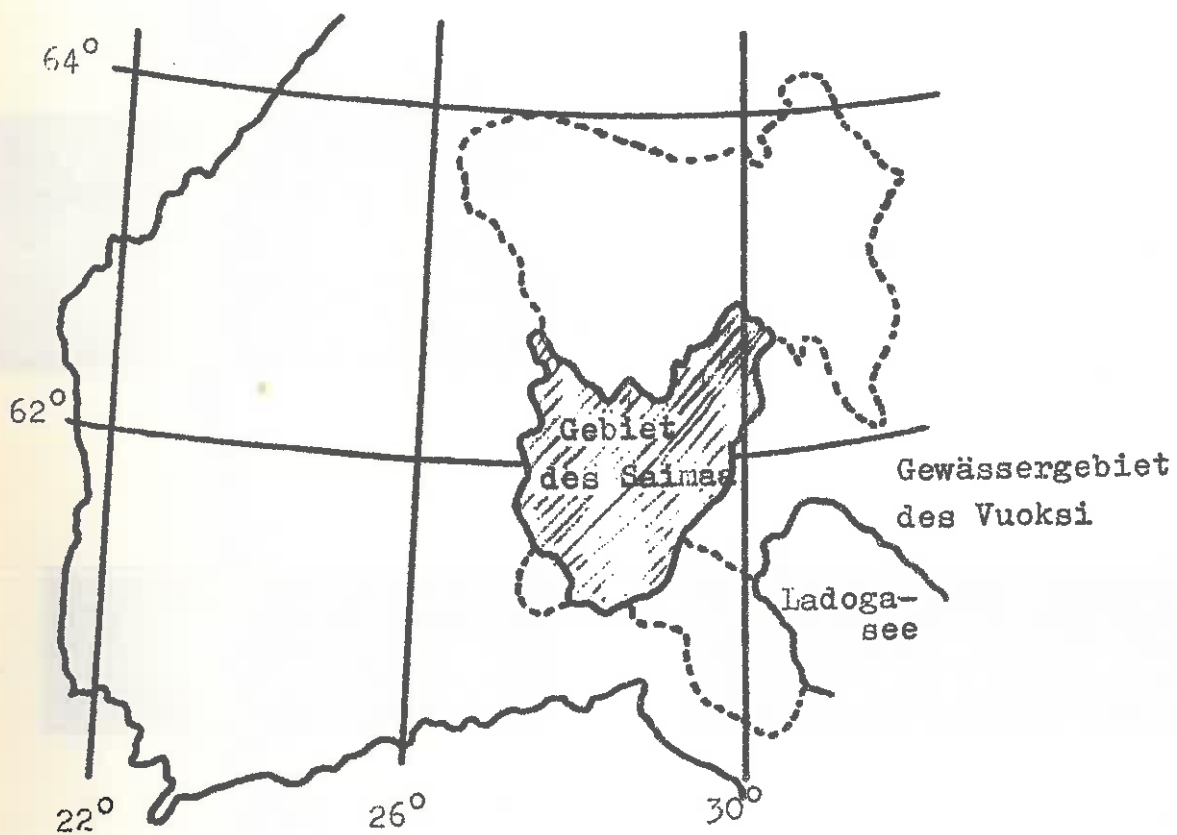 64°
62°
Gebiet
des Saimaa
Gewässergebiet
des Vuoksi
Ladoga-
see
22°
26°
30°